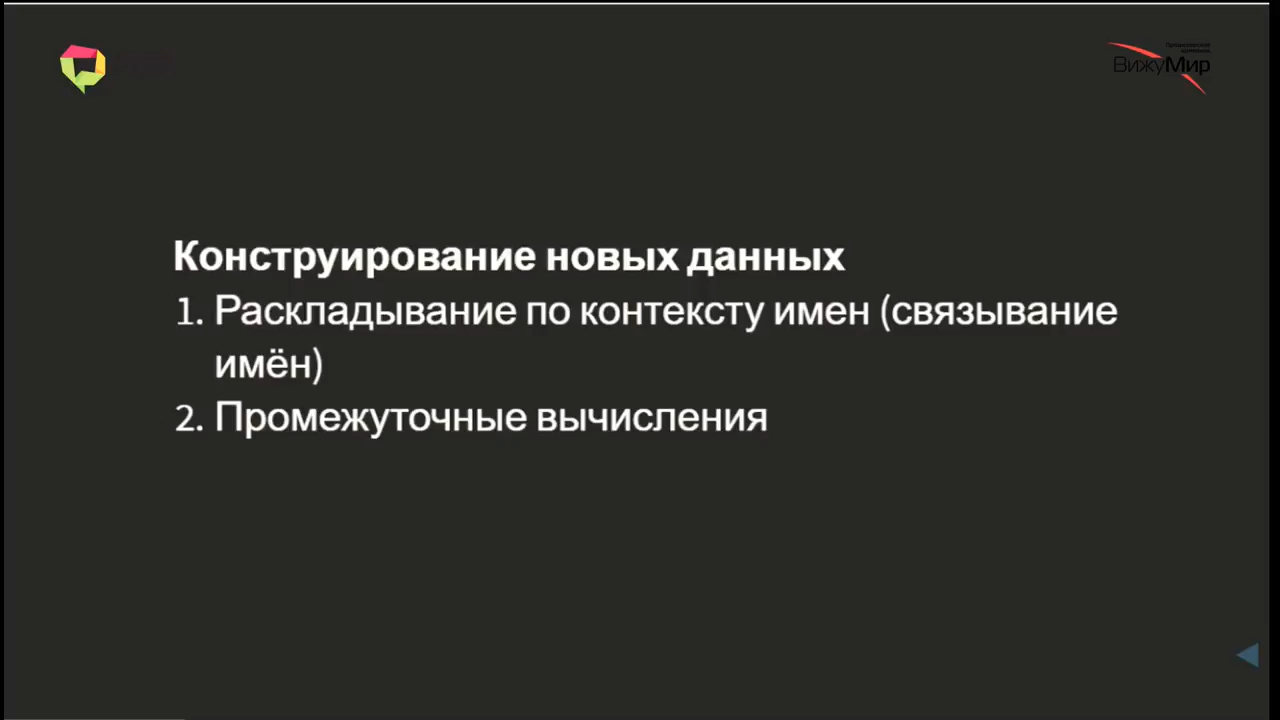 ВижуМир
Конструирование новых данных
1. Раскладывание по контексту имен (связывание
имён)
2. Промежуточные вычисления